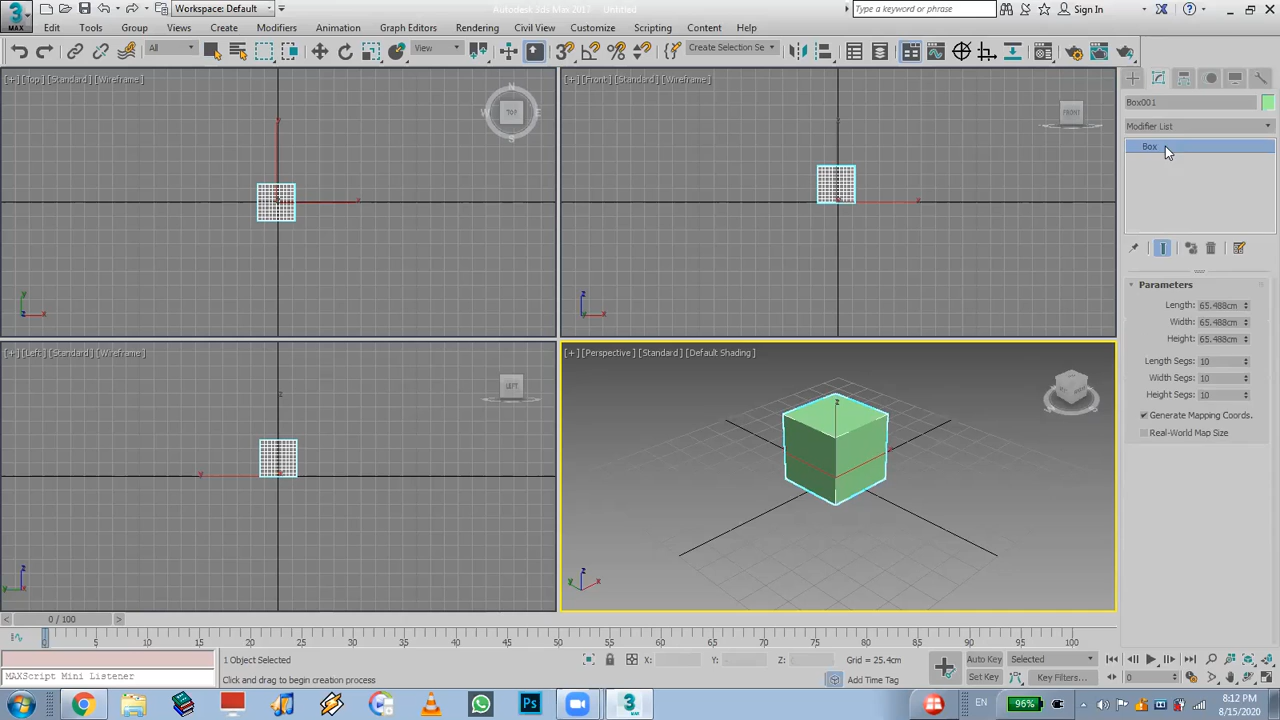 Workspace: Default
Autodesk 3ds Max 2017 Untitled
Type a keyword or phrase
Sign In
MAX
Edit Tools Group Views Create Modifiers Animation Graph Editors Rendering Civil View Customize Scripting Content Help
All
View
Create Selection Se
[+] [Top] [Standard] [Wireframe]
[+] [Front] [Standard] [Wireframe]
N
W TOP E
S
FRONT
y
x
x
y
z x
z
y x
Box001
Modifier List
Box
Parameters
Length: 65.488cm
Width: 65.488cm
Height: 65.488cm
Length Segs: 10
Width Segs: 10
Height Segs: 10
Generate Mapping Coords.
Real-World Map Size
[+] [Left] [Standard] [Wireframe]
[+] [Perspective] [Standard] [Default Shading]
LEFT
z
z
y
z
y x
z
y x
0 / 100
0 5 10 15 20 25 30 35 40 45 50 55 60 65 70 75 80 85 90 95 100
1 Object Selected
X: Y: Z: Grid = 25.4cm
Auto Key Selected
MAXScript Mini Listener
Click and drag to begin creation process
Add Time Tag
Set Key Key Filters...
0
Ps
MAX
EN
96%
8:12 PM
8/15/2020